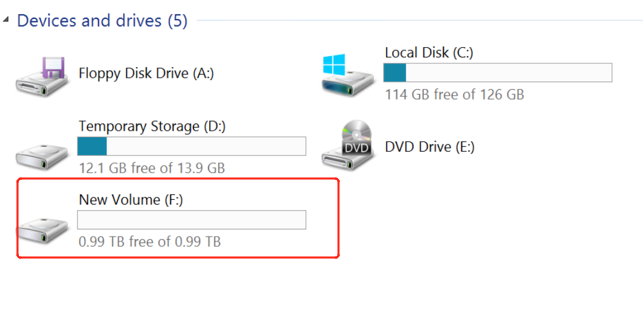 Devices and drives (5)
Floppy Disk Drive (A:)
Local Disk (C:)
114 GB free of 126 GB
Temporary Storage (D:)
12.1 GB free of 13.9 GB
DVD
DVD Drive (E:)
New Volume (F:)
0.99 TB free of 0.99 TB